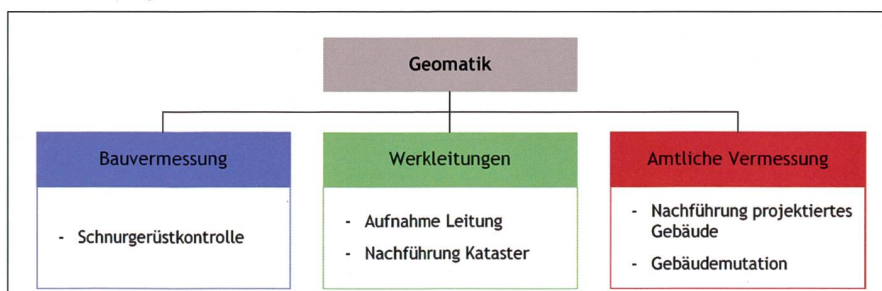 Geomatik
Bauvermessung
- Schnurgerüstkontrolle
Werkleitungen
- Aufnahme Leitung
- Nachführung Kataster
Amtliche Vermessung
- Nachführung projektiertes
Gebäude
- Gebäudemutation